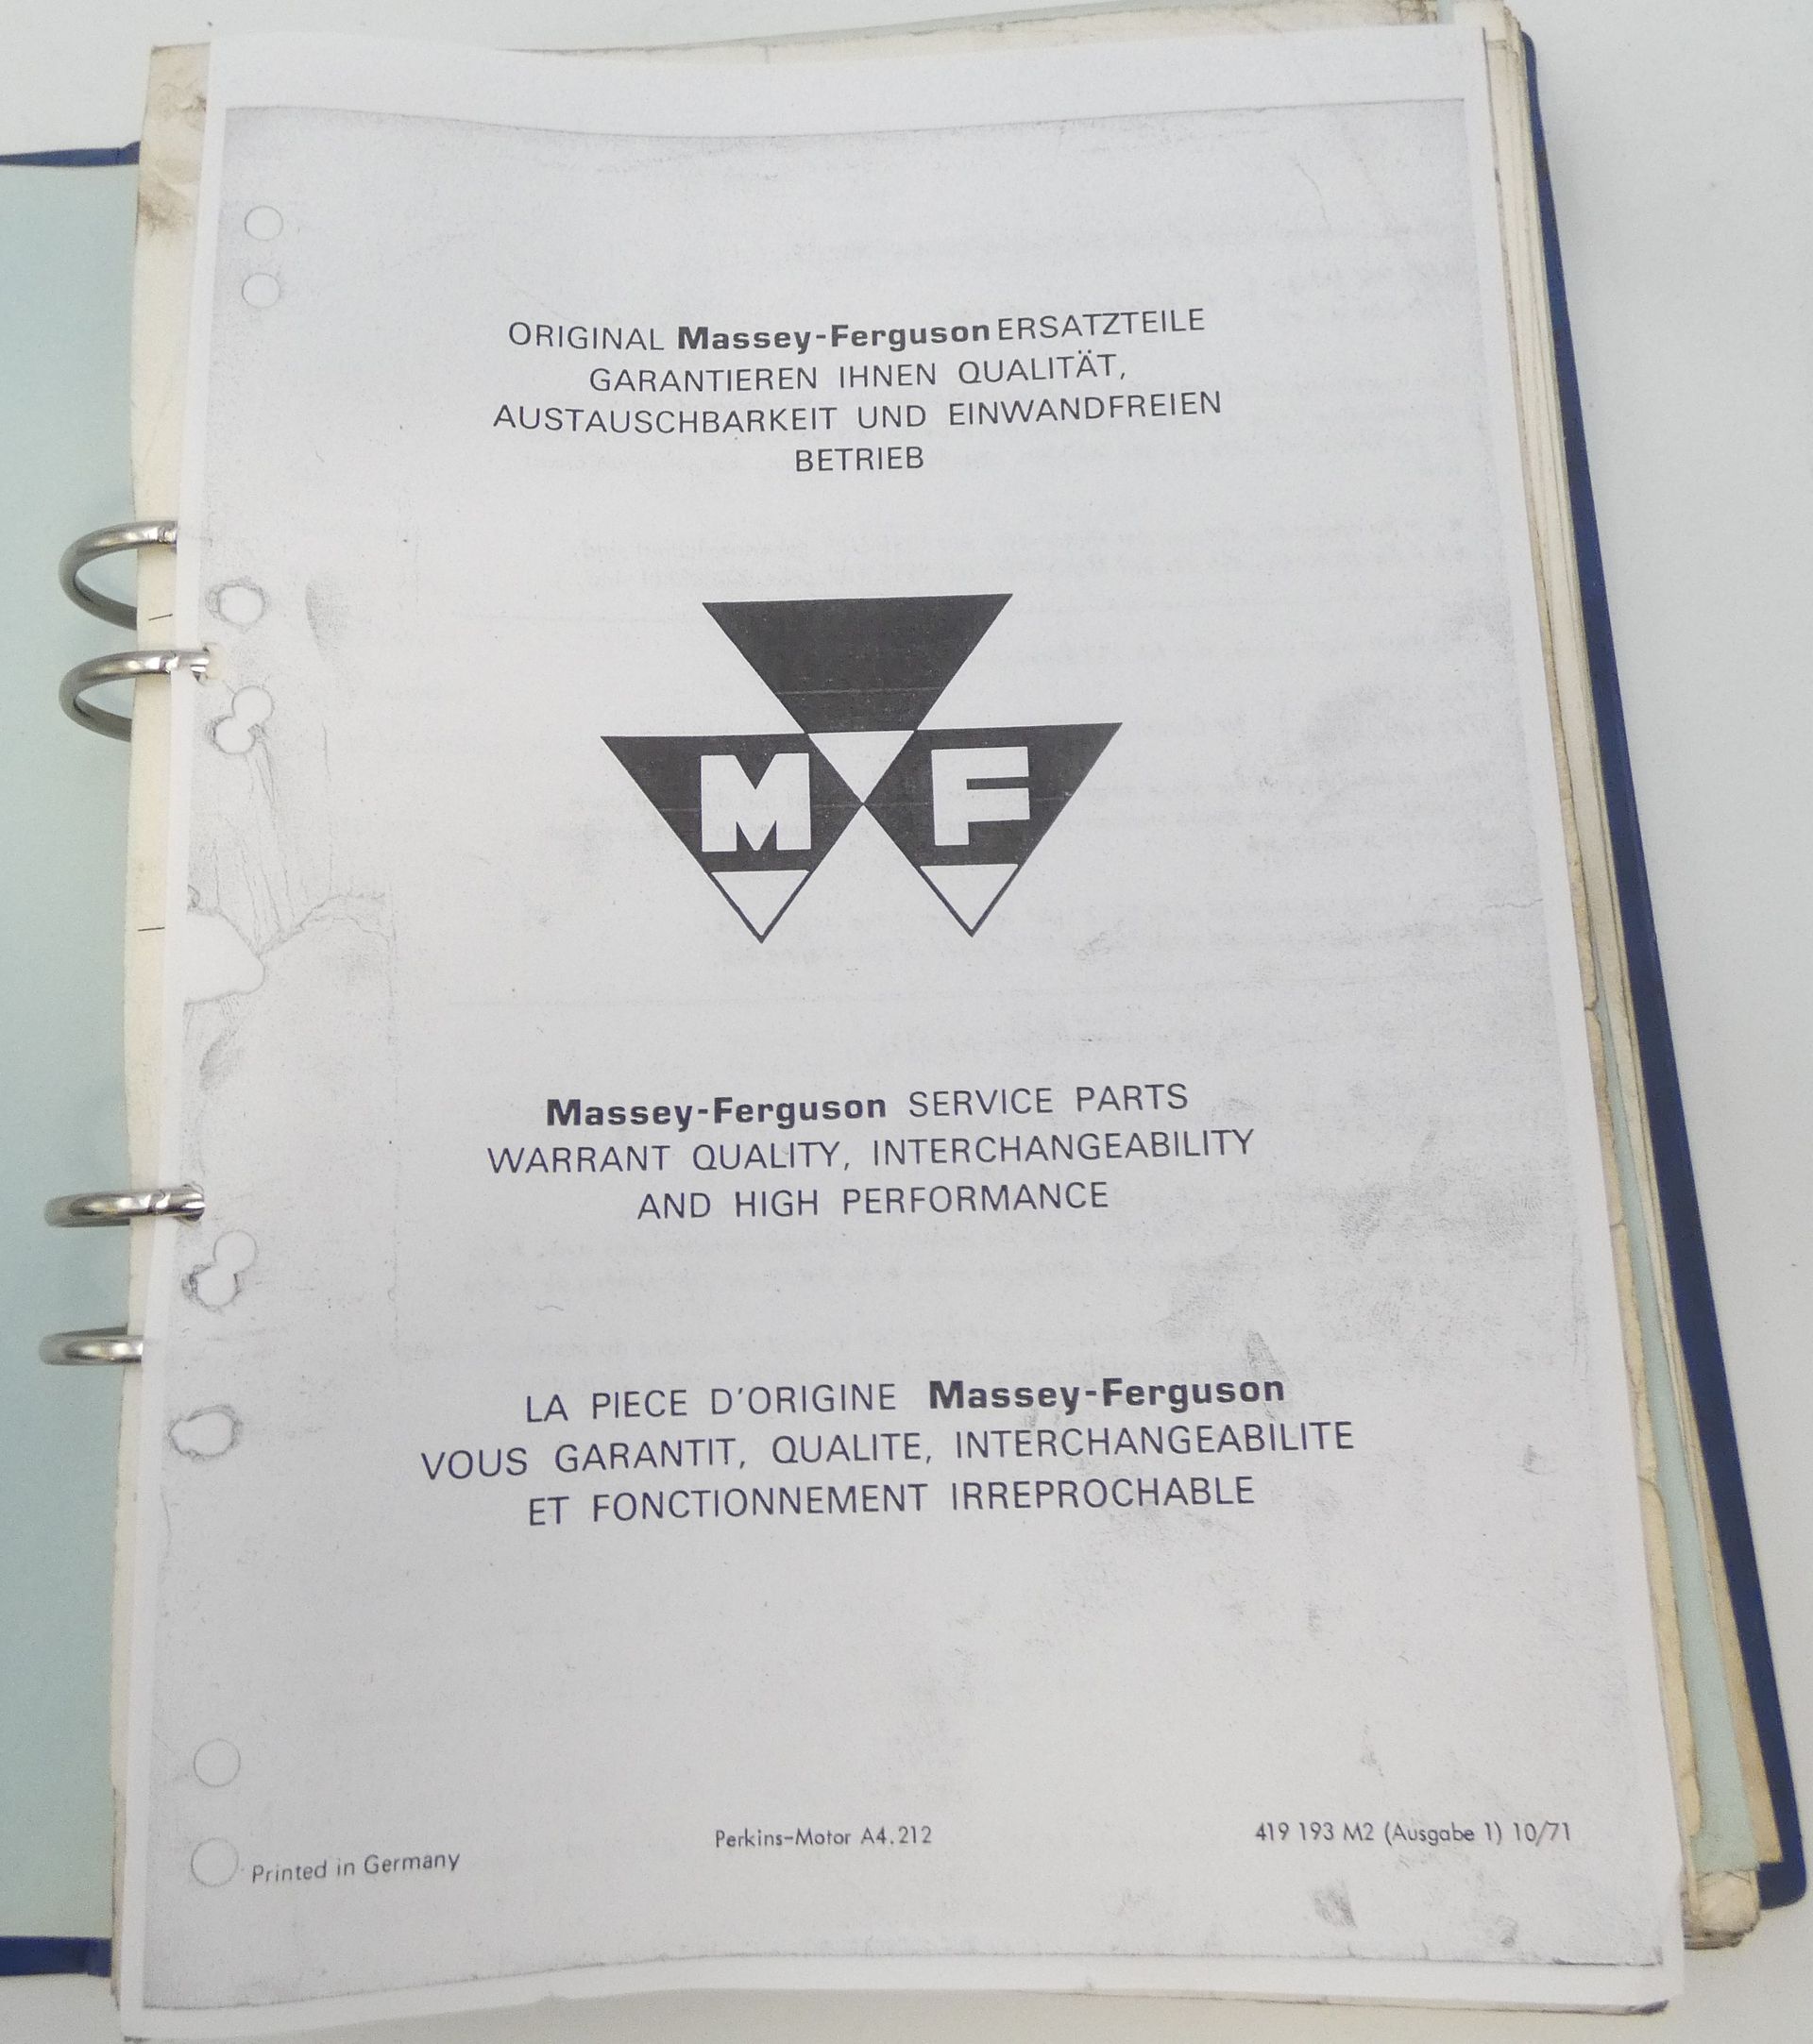 ORIGINAL Massey-Ferguson ERSATZTEILE
GARANTIEREN IHNEN QUALITÄT,
AUSTAUSCHBARKEIT UND EINWANDFREIEN
BETRIEB
M F
Massey-Ferguson SERVICE PARTS
WARRANT QUALITY, INTERCHANGEABILITY
AND HIGH PERFORMANCE
LA PIECE D'ORIGINE Massey-Ferguson
VOUS GARANTIT, QUALITE, INTERCHANGEABILITE
ET FONCTIONNEMENT IRREPROCHABLE
Printed in Germany
Perkins-Motor A4.212
419 193 M2 (Ausgabe 1) 10/71